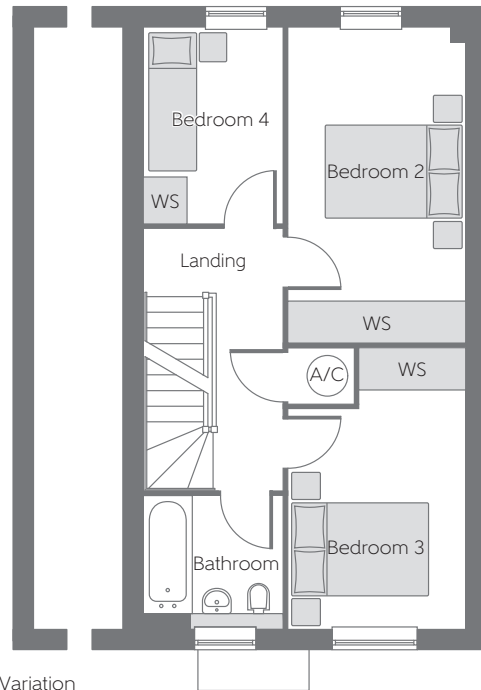 Bedroom 4
Bedroom 2
WS
Landing
WS
A/C
WS
Bathroom
Bedroom 3
Variation